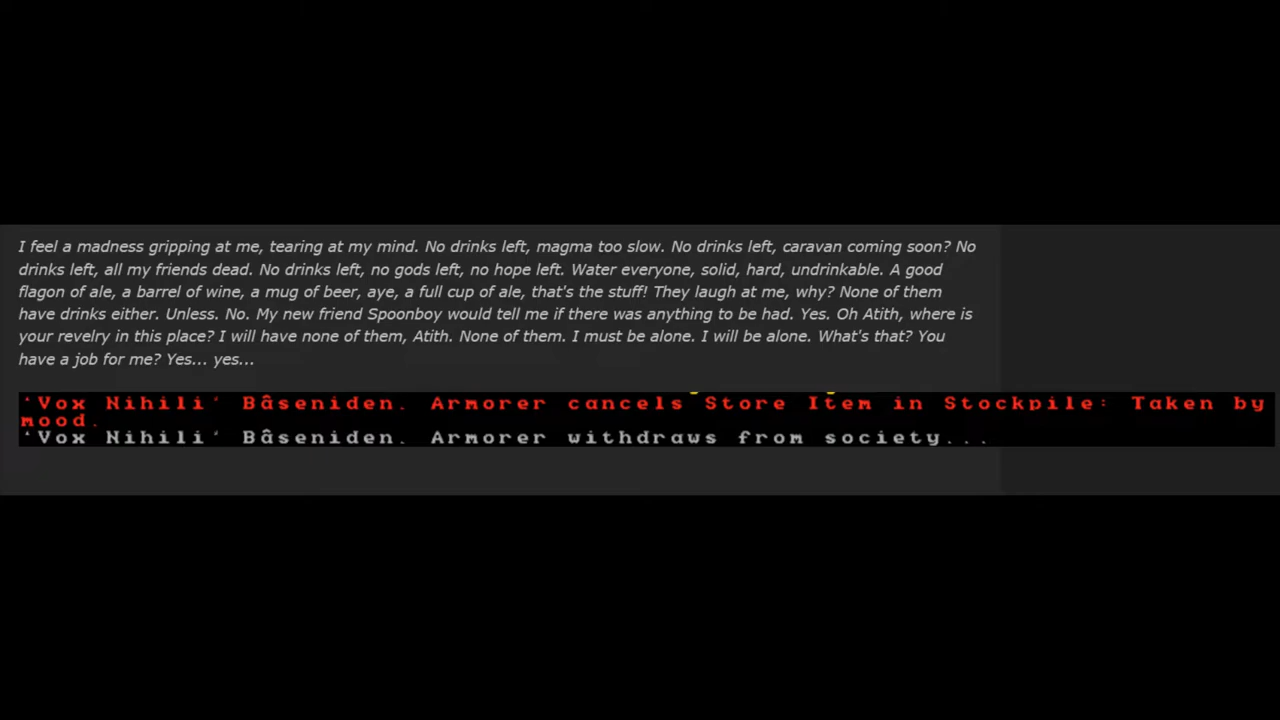 I feel a madness gripping at me, tearing at my mind. No drinks left, magma too slow. No drinks left, caravan coming soon? No
drinks left, all my friends dead. No drinks left, no gods left, no hope left. Water everyone, solid, hard, undrinkable. A good
flagon of ale, a barrel of wine, a mug of beer, aye, a full cup of ale, that's the stuff! They laugh at me, why? None of them
have drinks either. Unless. No. My new friend Spoonboy would tell me if there was anything to be had. Yes. Oh Atith, where is
your revelry in this place? I will have none of them, Atith. None of them. I must be alone. I will be alone. What's that? You
have a job for me? Yes... yes...
'Vox Nihili' Bâseniden, Armorer cancels Store Item in Stockpile: Taken by
mood.
'Vox Nihili' Bâseniden, Armorer withdraws from society...